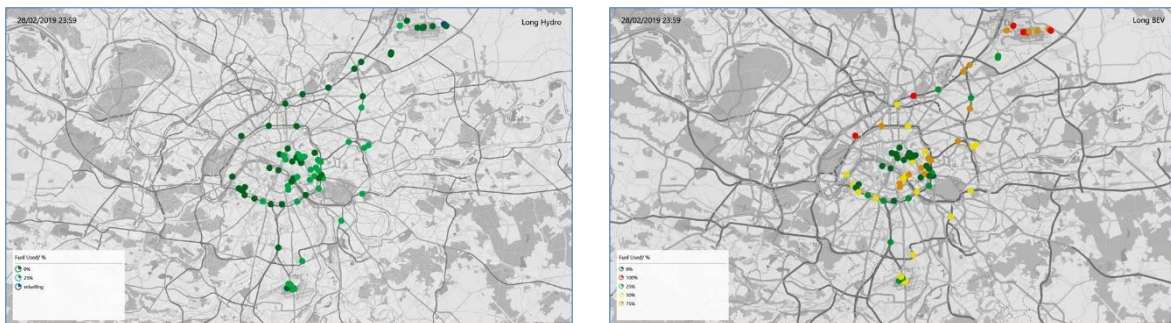 28/02/2019 23:59
Long Hydro
Fuel Used/ %
0%
25%
refuelling
28/02/2019 23:59
Long BEV
Fuel Used/ %
0%
100%
25%
50%
75%